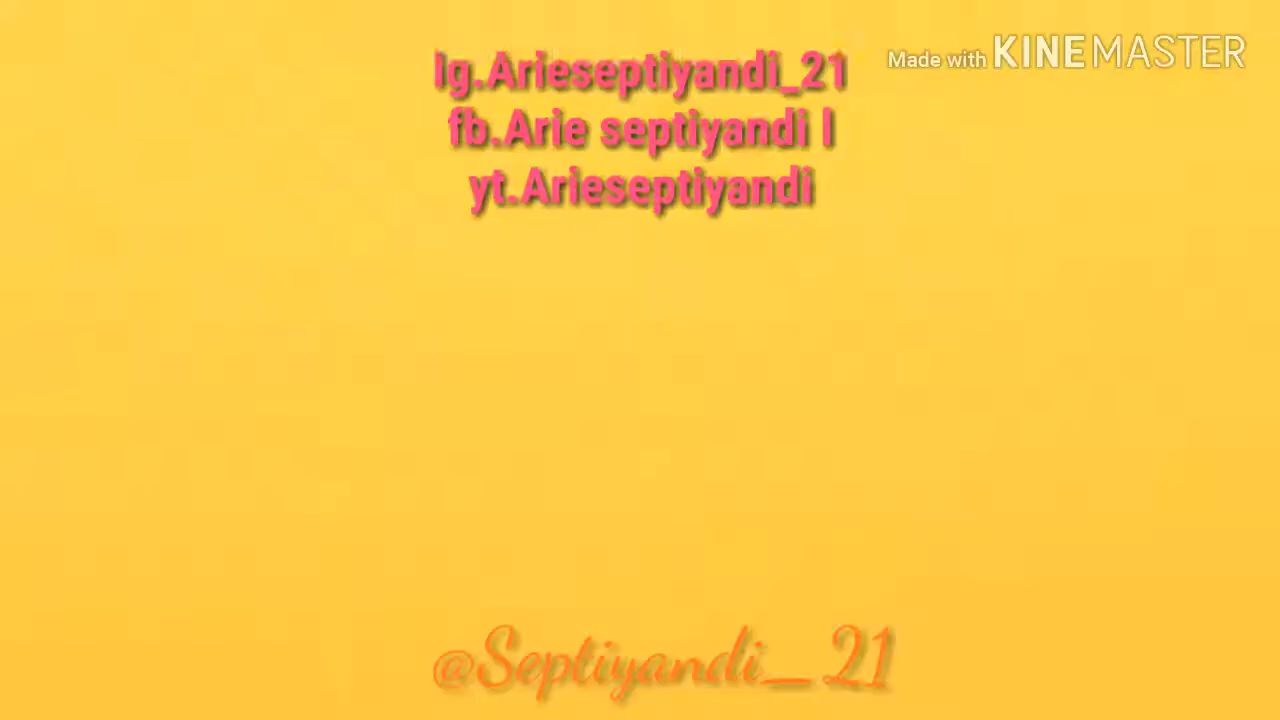 Ig.Arieseptiyandi_21
Made with KINEMASTER
fb.Arie septiyandi l
yt.Arieseptiyandi
@Septiyandi_21